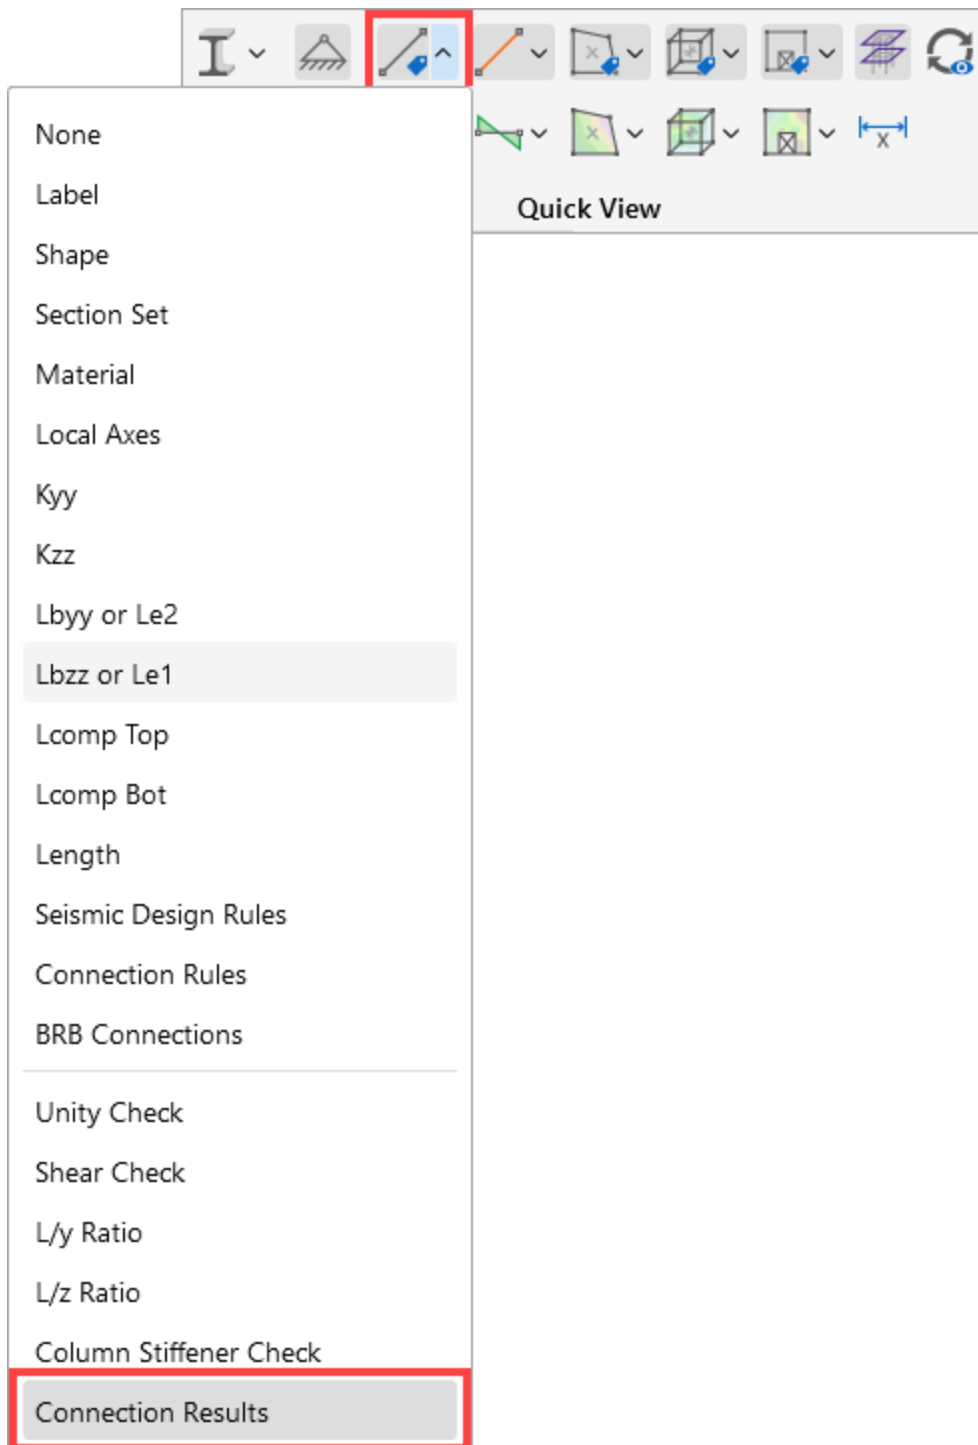 Quick View
None
Label
Shape
Section Set
Material
Local Axes
Kyy
Kzz
Lbyy or Le2
Lbzz or Le1
Lcomp Top
Lcomp Bot
Length
Seismic Design Rules
Connection Rules
BRB Connections
Unity Check
Shear Check
L/y Ratio
L/z Ratio
Column Stiffener Check
Connection Results